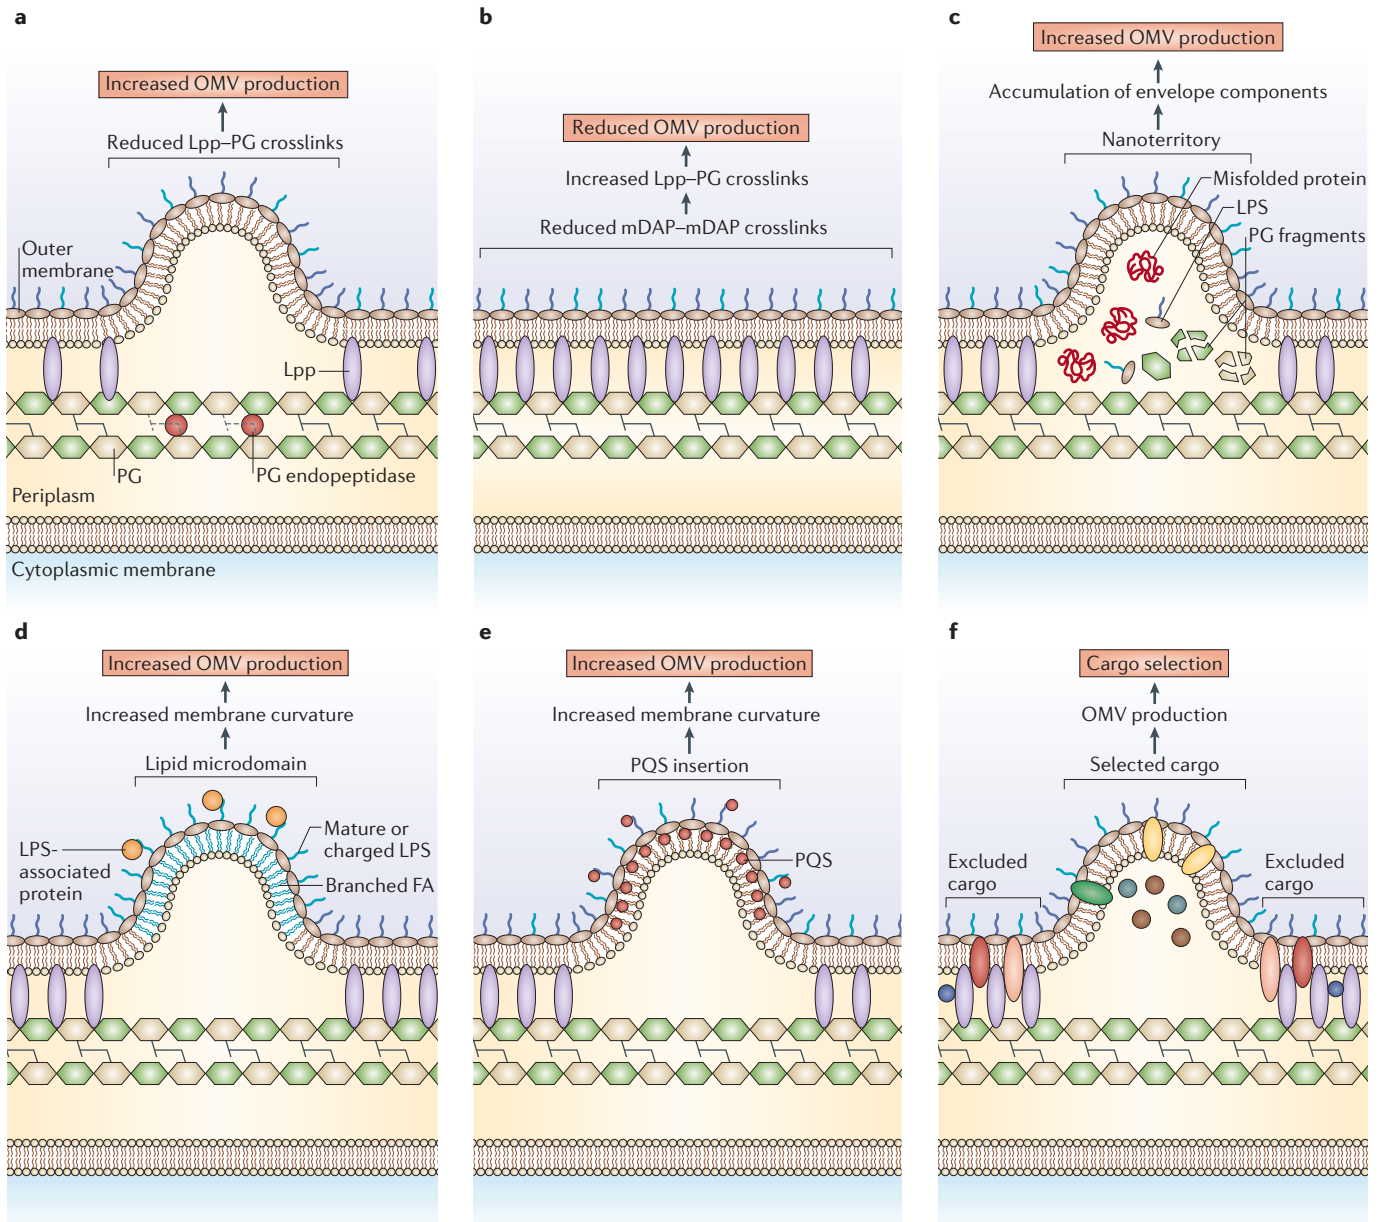 a
Increased OMV production
Reduced Lpp–PG crosslinks
Outer
membrane
Lpp
PG
PG endopeptidase
Periplasm
Cytoplasmic membrane
b
Reduced OMV production
Increased Lpp–PG crosslinks
Reduced mDAP–mDAP crosslinks
c
Increased OMV production
Accumulation of envelope components
Nanoterritory
Misfolded protein
LPS
PG fragments
d
Increased OMV production
Increased membrane curvature
Lipid microdomain
LPS-
associated
protein
Mature or
charged LPS
Branched FA
e
Increased OMV production
Increased membrane curvature
PQS insertion
PQS
f
Cargo selection
OMV production
Selected cargo
Excluded
cargo
Excluded
cargo